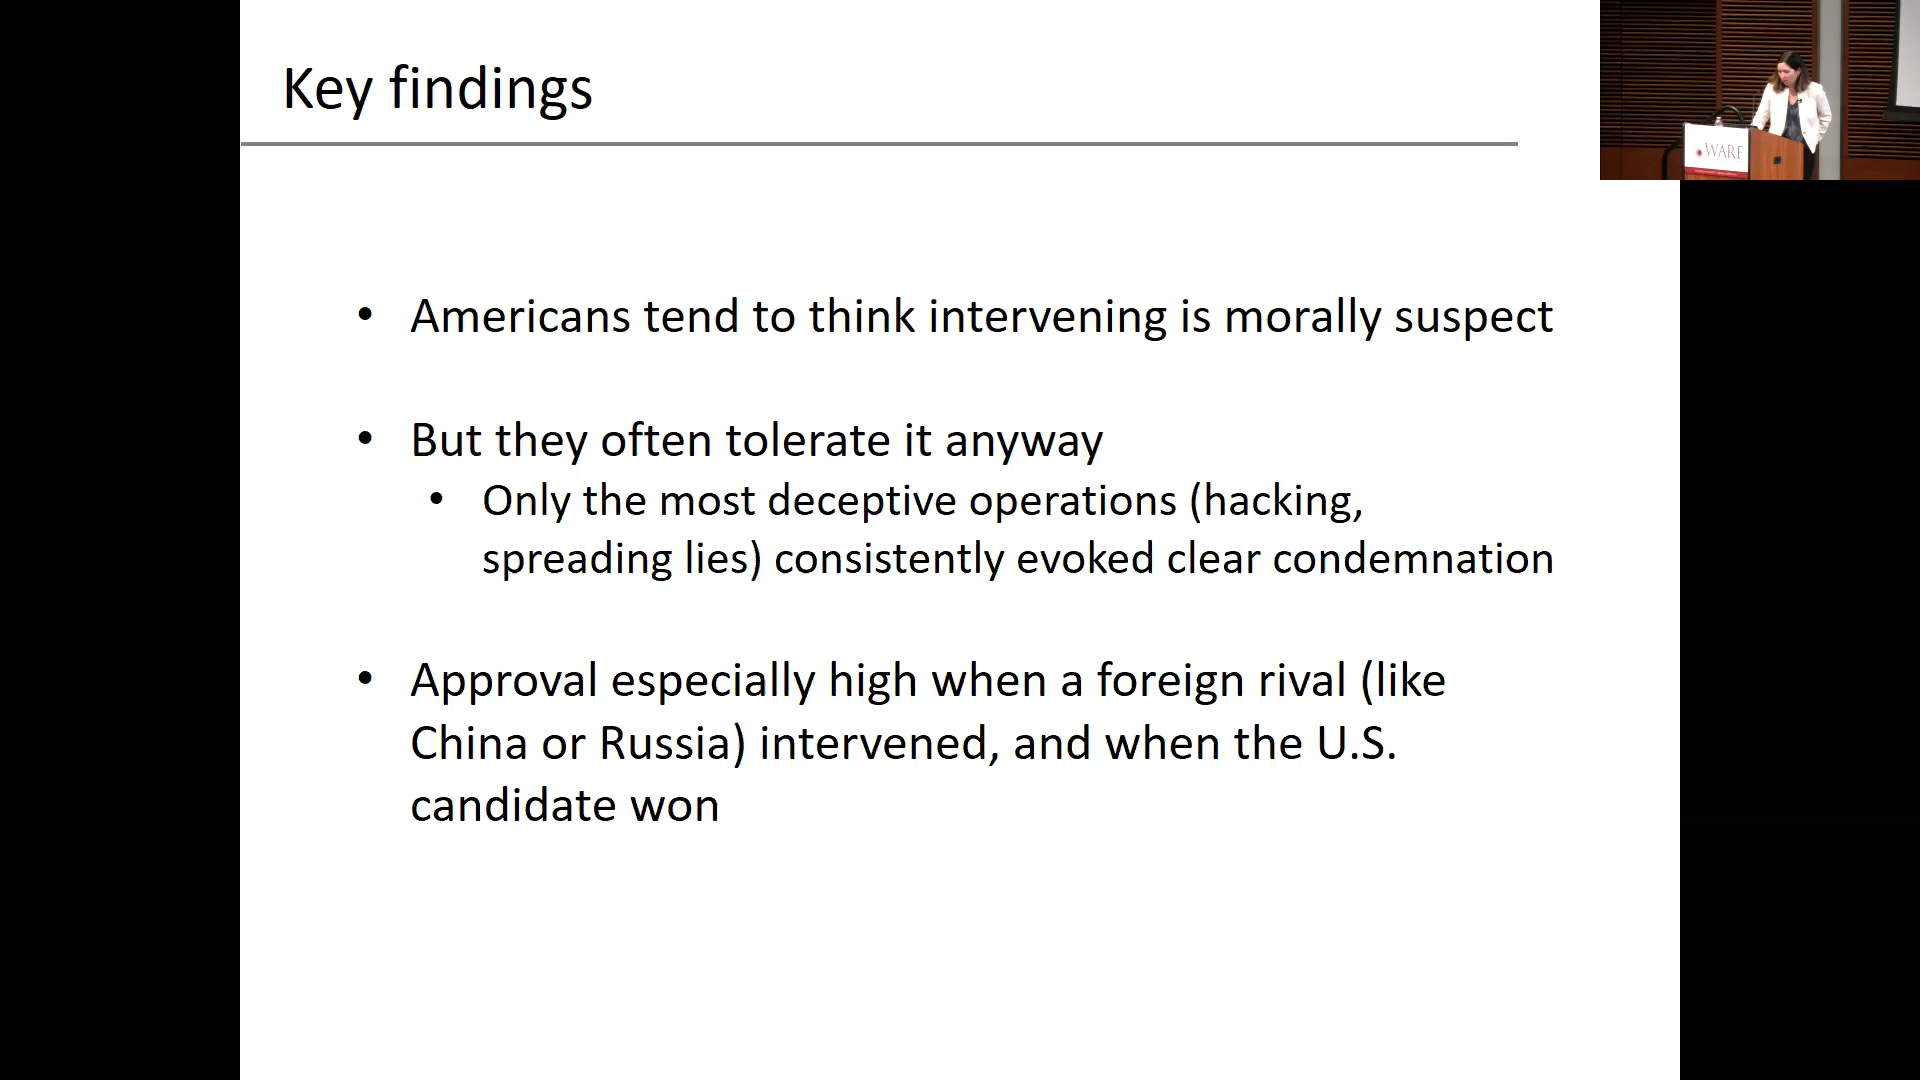 Key findings
• Americans tend to think intervening is morally suspect
• But they often tolerate it anyway
• Only the most deceptive operations (hacking,
spreading lies) consistently evoked clear condemnation
• Approval especially high when a foreign rival (like
China or Russia) intervened, and when the U.S.
candidate won
WARF